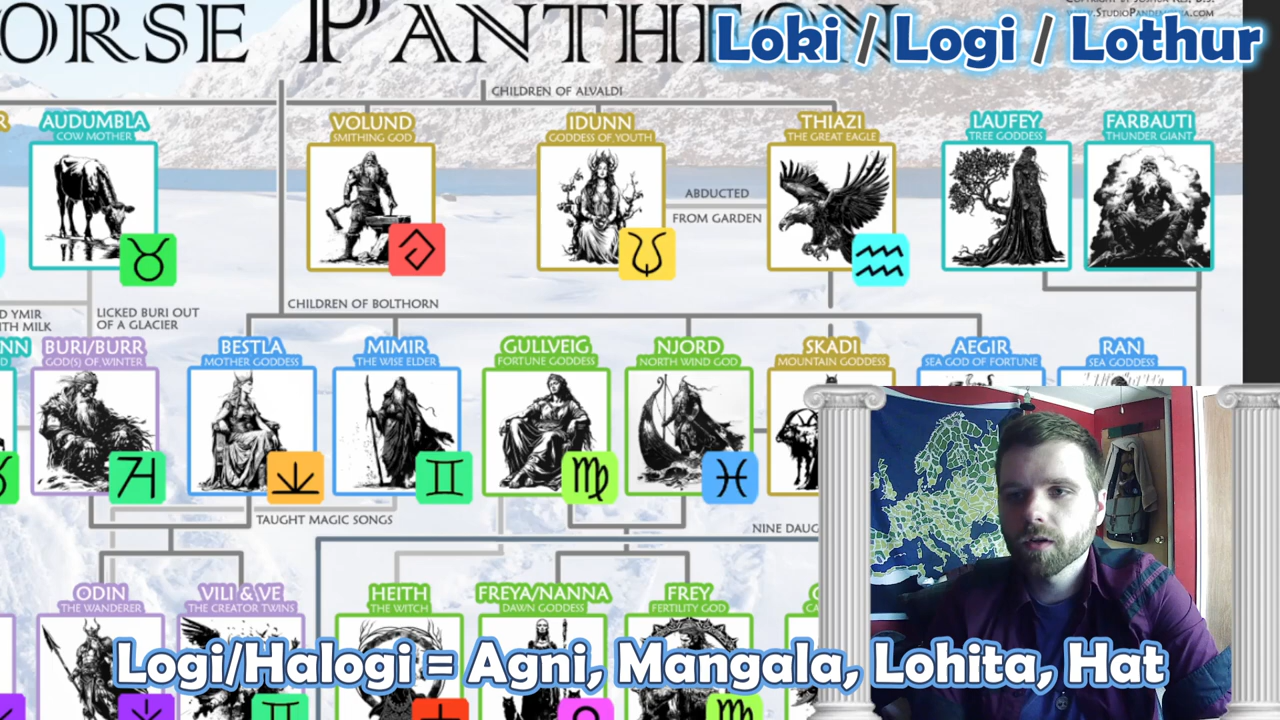 ORSE PANTHEON
Loki / Logi / Lothur
CHILDREN OF ALVALDI
AUDUMBLA
COW MOTHER
VOLUND
SMITHING GOD
IDUNN
GODDESS OF YOUTH
THIAZI
THE GREAT EAGLE
LAUFEY
TREE GODDESS
FARBAUTI
THUNDER GIANT
ABDUCTED
FROM GARDEN
CHILDREN OF BOLTHORN
D YMIR
ITH MILK
LICKED BURI OUT
OF A GLACIER
NN
BURI/BURR
GOD(S) OF WINTER
BESTLA
MOTHER GODDESS
MIMIR
THE WISE ELDER
GULLVEIG
FORTUNE GODDESS
NJORD
NORTH WIND GOD
SKADI
MOUNTAIN GODDESS
AEGIR
SEA GOD OF FORTUNE
RAN
SEA GODDESS
TAUGHT MAGIC SONGS
NINE DAUG
ODIN
THE WANDERER
VILI & VE
THE CREATOR TWINS
HEITH
THE WITCH
FREYA/NANNA
DAWN GODDESS
FREY
FERTILITY GOD
Logi/Halogi = Agni, Mangala, Lohita, Hat